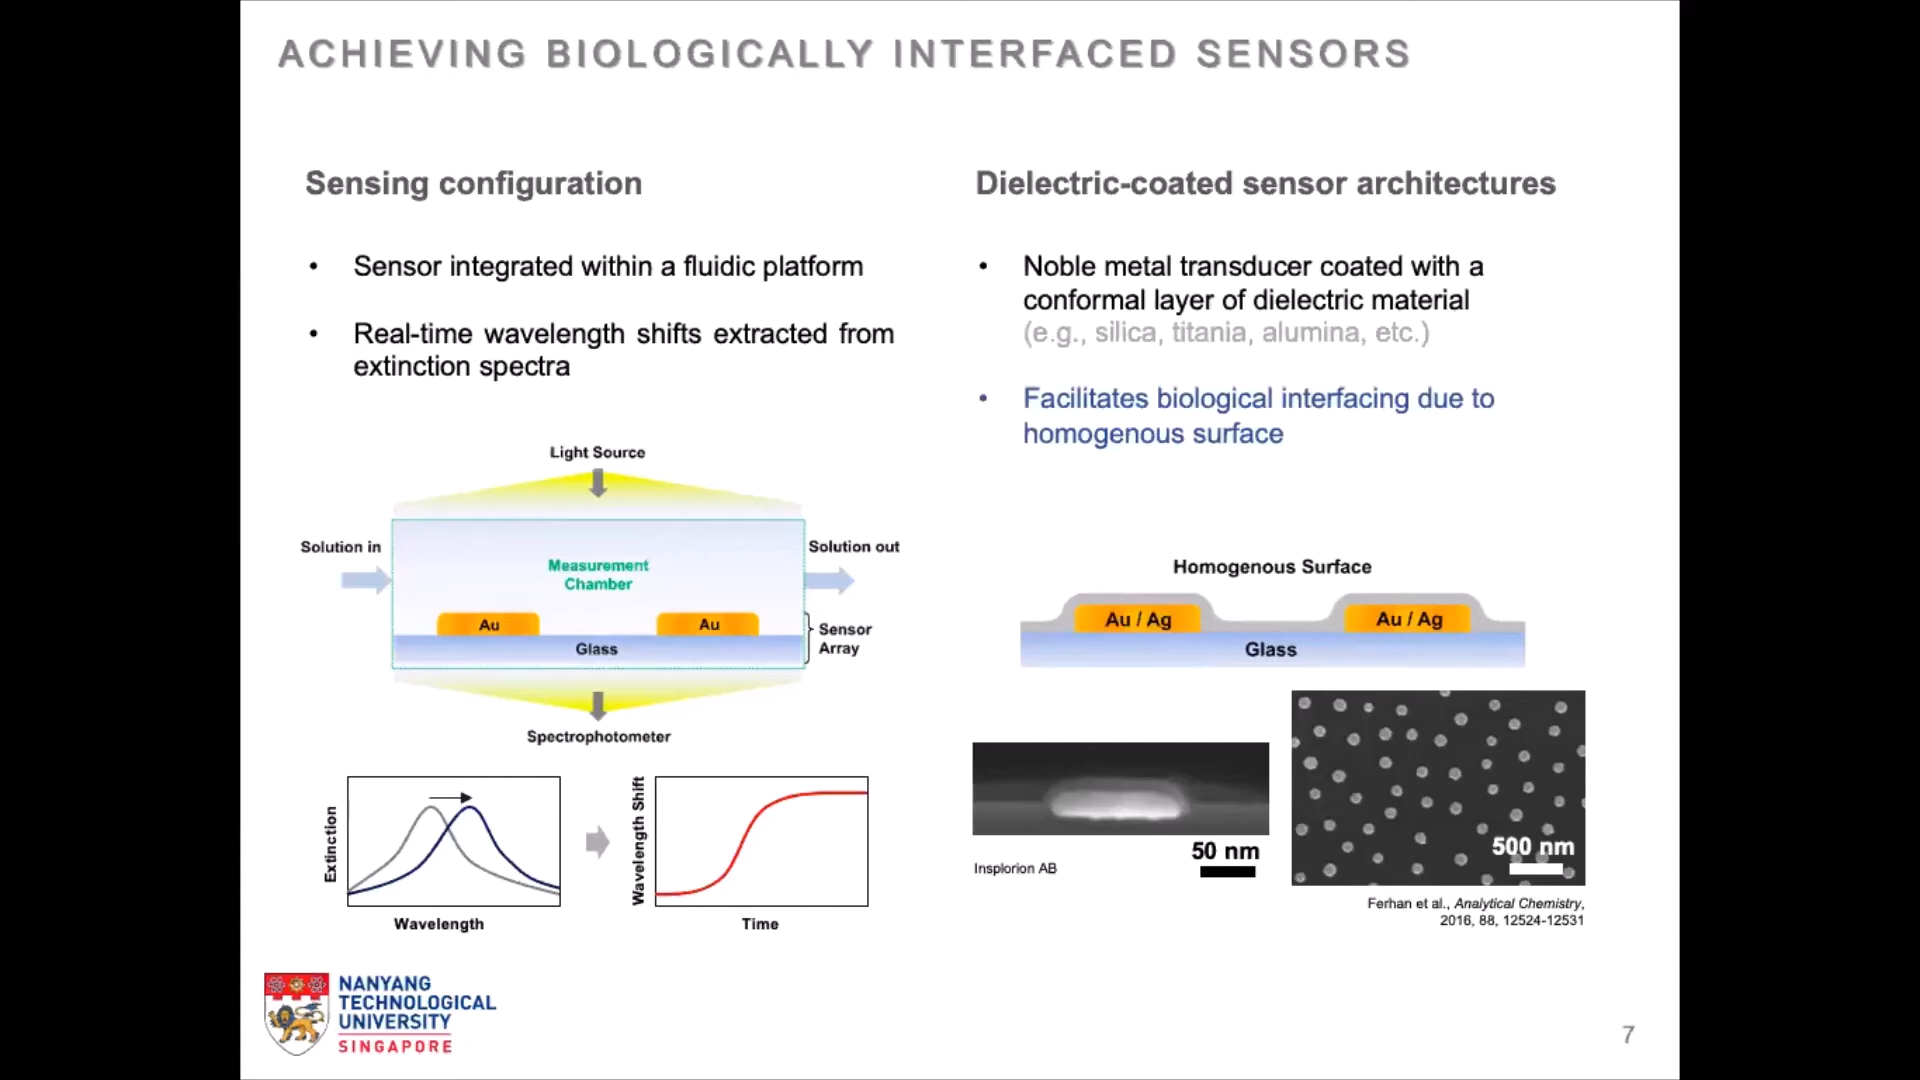 ACHIEVING BIOLOGICALLY INTERFACED SENSORS
Sensing configuration
• Sensor integrated within a fluidic platform
• Real-time wavelength shifts extracted from
extinction spectra
Light Source
Solution in
Measurement
Chamber
Solution out
Au
Au
Glass
Sensor
Array
Spectrophotometer
Extinction
Wavelength
Wavelength Shift
Time
Dielectric-coated sensor architectures
• Noble metal transducer coated with a
conformal layer of dielectric material
(e.g., silica, titania, alumina, etc.)
• Facilitates biological interfacing due to
homogenous surface
Homogenous Surface
Au / Ag
Au / Ag
Glass
50 nm
Insplorion AB
500 nm
Ferhan et al., Analytical Chemistry,
2016, 88, 12524-12531
NANYANG
TECHNOLOGICAL
UNIVERSITY
SINGAPORE
7